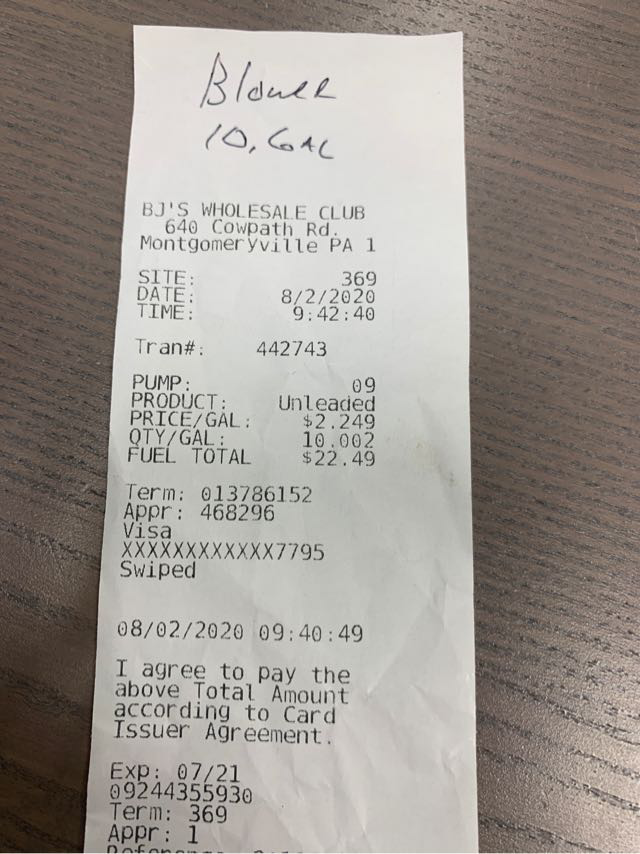 Blower
10. GAL
BJ'S WHOLESALE CLUB
640 Cowpath Rd.
Montgomeryville PA 1
SITE: 369
DATE: 8/2/2020
TIME: 9:42:40
Tran#: 442743
PUMP: 09
PRODUCT: Unleaded
PRICE/GAL: $2.249
QTY/GAL: 10.002
FUEL TOTAL $22.49
Term: 013786152
Appr: 468296
Visa
XXXXXXXXXXXX7795
Swiped
08/02/2020 09:40:49
I agree to pay the
above Total Amount
according to Card
Issuer Agreement.
Exp: 07/21
09244355930
Term: 369
Appr: 1